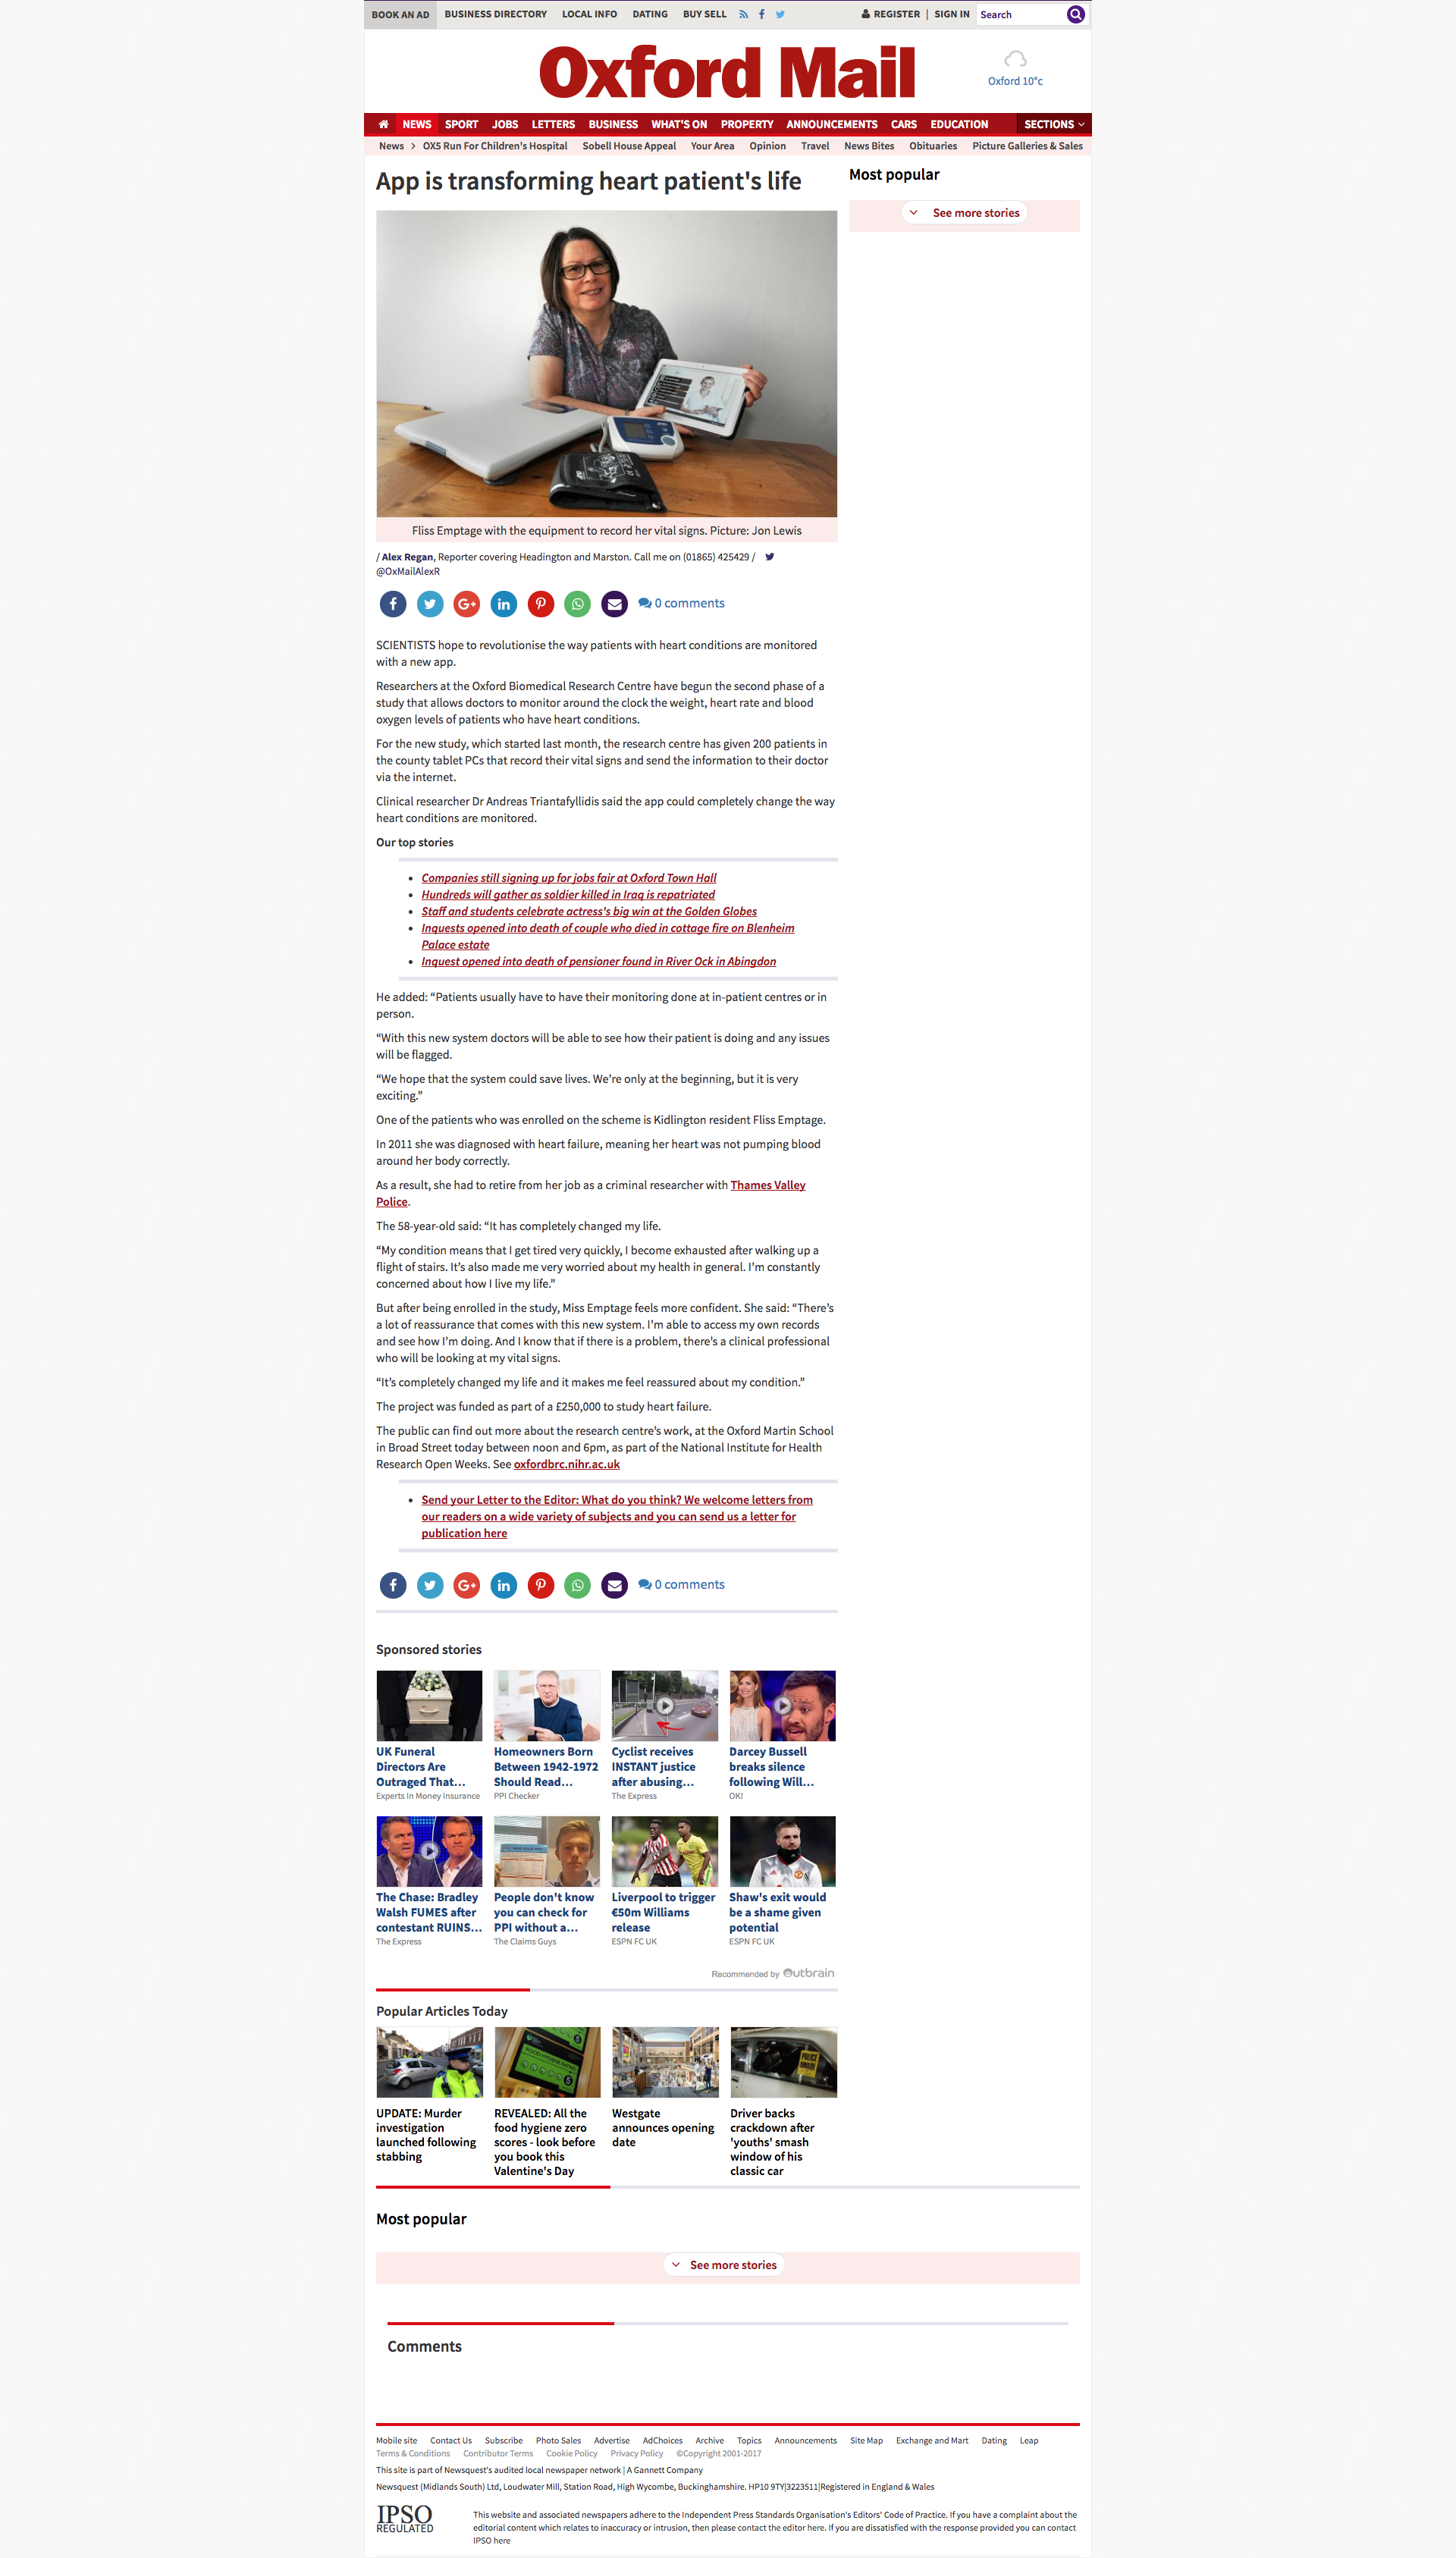 BOOK AN AD BUSINESS DIRECTORY LOCAL INFO DATING BUY SELL REGISTER | SIGN IN Search
Oxford Mail
Oxford 10°c
NEWS SPORT JOBS LETTERS BUSINESS WHAT'S ON PROPERTY ANNOUNCEMENTS CARS EDUCATION SECTIONS
News > OX5 Run For Children's Hospital Sobell House Appeal Your Area Opinion Travel News Bites Obituaries Picture Galleries & Sales
App is transforming heart patient's life
Most popular
See more stories
Fliss Emptage with the equipment to record her vital signs. Picture: Jon Lewis
/ Alex Regan, Reporter covering Headington and Marston. Call me on (01865) 425429 /
@OxMailAlexR
0 comments
SCIENTISTS hope to revolutionise the way patients with heart conditions are monitored
with a new app.
Researchers at the Oxford Biomedical Research Centre have begun the second phase of a
study that allows doctors to monitor around the clock the weight, heart rate and blood
oxygen levels of patients who have heart conditions.
For the new study, which started last month, the research centre has given 200 patients in
the county tablet PCs that record their vital signs and send the information to their doctor
via the internet.
Clinical researcher Dr Andreas Triantafyllidis said the app could completely change the way
heart conditions are monitored.
Our top stories
• Companies still signing up for jobs fair at Oxford Town Hall
• Hundreds will gather as soldier killed in Iraq is repatriated
• Staff and students celebrate actress's big win at the Golden Globes
• Inquests opened into death of couple who died in cottage fire on Blenheim
Palace estate
• Inquest opened into death of pensioner found in River Ock in Abingdon
He added: “Patients usually have to have their monitoring done at in-patient centres or in
person.
“With this new system doctors will be able to see how their patient is doing and any issues
will be flagged.
“We hope that the system could save lives. We’re only at the beginning, but it is very
exciting.”
One of the patients who was enrolled on the scheme is Kidlington resident Fliss Emptage.
In 2011 she was diagnosed with heart failure, meaning her heart was not pumping blood
around her body correctly.
As a result, she had to retire from her job as a criminal researcher with Thames Valley
Police.
The 58-year-old said: “It has completely changed my life.
“My condition means that I get tired very quickly, I become exhausted after walking up a
flight of stairs. It’s also made me very worried about my health in general. I’m constantly
concerned about how I live my life.”
But after being enrolled in the study, Miss Emptage feels more confident. She said: “There’s
a lot of reassurance that comes with this new system. I’m able to access my own records
and see how I’m doing. And I know that if there is a problem, there’s a clinical professional
who will be looking at my vital signs.
“It’s completely changed my life and it makes me feel reassured about my condition.”
The project was funded as part of a £250,000 to study heart failure.
The public can find out more about the research centre’s work, at the Oxford Martin School
in Broad Street today between noon and 6pm, as part of the National Institute for Health
Research Open Weeks. See oxfordbrc.nihr.ac.uk
• Send your Letter to the Editor: What do you think? We welcome letters from
our readers on a wide variety of subjects and you can send us a letter for
publication here
0 comments
Sponsored stories
UK Funeral
Directors Are
Outraged That...
Experts In Money Insurance
Homeowners Born
Between 1942-1972
Should Read...
PPI Checker
Cyclist receives
INSTANT justice
after abusing...
The Express
Darcey Bussell
breaks silence
following Will...
OK!
The Chase: Bradley
Walsh FUMES after
contestant RUINS...
The Express
People don't know
you can check for
PPI without a...
The Claims Guys
Liverpool to trigger
€50m Williams
release
ESPN FC UK
Shaw's exit would
be a shame given
potential
ESPN FC UK
Recommended by Outbrain
Popular Articles Today
FOOD HYGIENE RATING
POLICE
AWARE
UPDATE: Murder
investigation
launched following
stabbing
REVEALED: All the
food hygiene zero
scores - look before
you book this
Valentine's Day
Westgate
announces opening
date
Driver backs
crackdown after
'youths' smash
window of his
classic car
Most popular
See more stories
Comments
Mobile site Contact Us Subscribe Photo Sales Advertise AdChoices Archive Topics Announcements Site Map Exchange and Mart Dating Leap
Terms & Conditions Contributor Terms Cookie Policy Privacy Policy ©Copyright 2001-2017
This site is part of Newsquest's audited local newspaper network | A Gannett Company
Newsquest (Midlands South) Ltd, Loudwater Mill, Station Road, High Wycombe, Buckinghamshire. HP10 9TY|3223511|Registered in England & Wales
IPSO
REGULATED
This website and associated newspapers adhere to the Independent Press Standards Organisation's Editors' Code of Practice. If you have a complaint about the
editorial content which relates to inaccuracy or intrusion, then please contact the editor here. If you are dissatisfied with the response provided you can contact
IPSO here